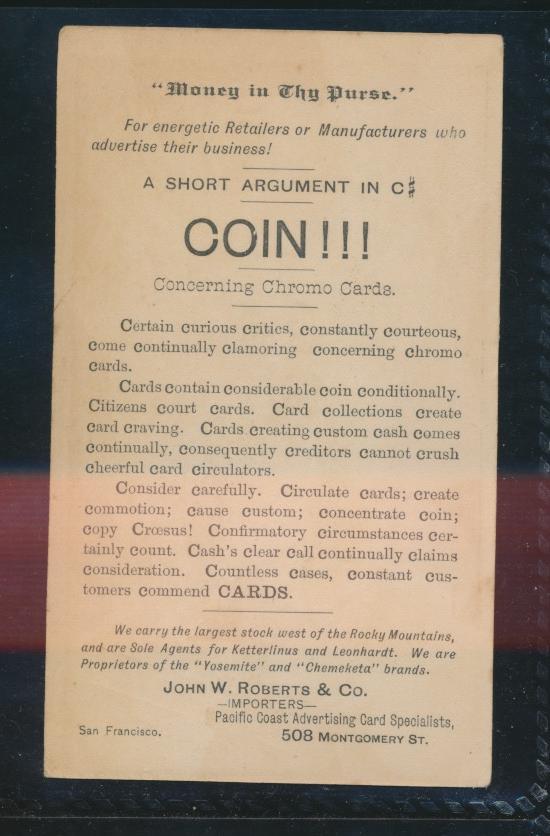 "Money in Thy Purse."
For energetic Retailers or Manufacturers who
advertise their business!
A SHORT ARGUMENT IN C♯
COIN!!!
Concerning Chromo Cards.
Certain curious critics, constantly courteous,
come continually clamoring concerning chromo
cards.
Cards contain considerable coin conditionally.
Citizens court cards. Card collections create
card craving. Cards creating custom cash comes
continually, consequently creditors cannot crush
cheerful card circulators.
Consider carefully. Circulate cards; create
commotion; cause custom; concentrate coin;
copy Crœsus! Confirmatory circumstances cer-
tainly count. Cash's clear call continually claims
consideration. Countless cases, constant cus-
tomers commend CARDS.
We carry the largest stock west of the Rocky Mountains,
and are Sole Agents for Ketterlinus and Leonhardt. We are
Proprietors of the "Yosemite" and "Chemeketa" brands.
JOHN W. ROBERTS & CO.
—IMPORTERS—
Pacific Coast Advertising Card Specialists,
San Francisco. 508 MONTGOMERY ST.